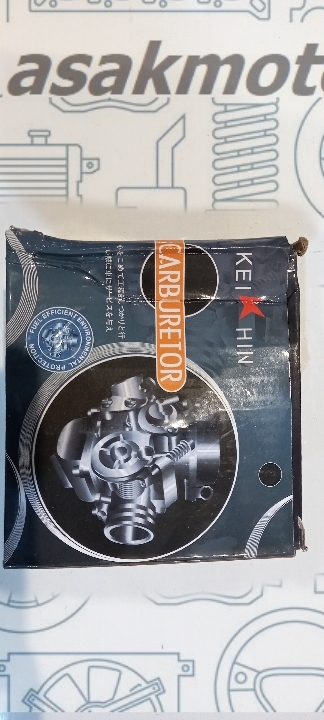 asakmoto
KEI HIN
CARBURETOR
FUEL EFFICIENT ENVIRONMENTAL PROTECTION